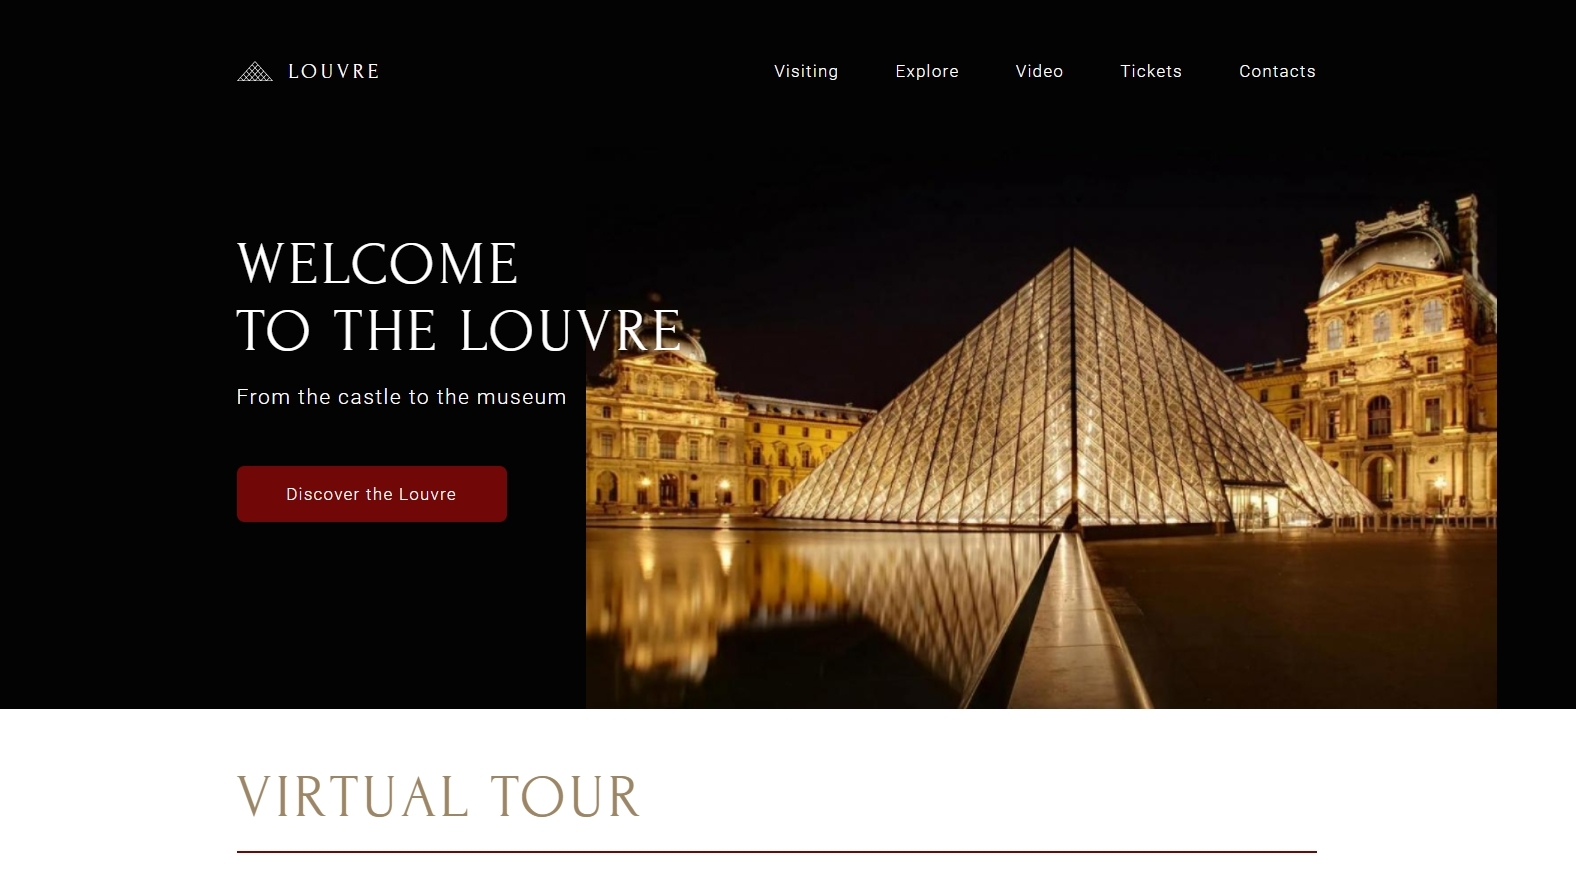 LOUVRE
Visiting Explore Video Tickets Contacts
WELCOME
TO THE LOUVRE
From the castle to the museum
Discover the Louvre
VIRTUAL TOUR